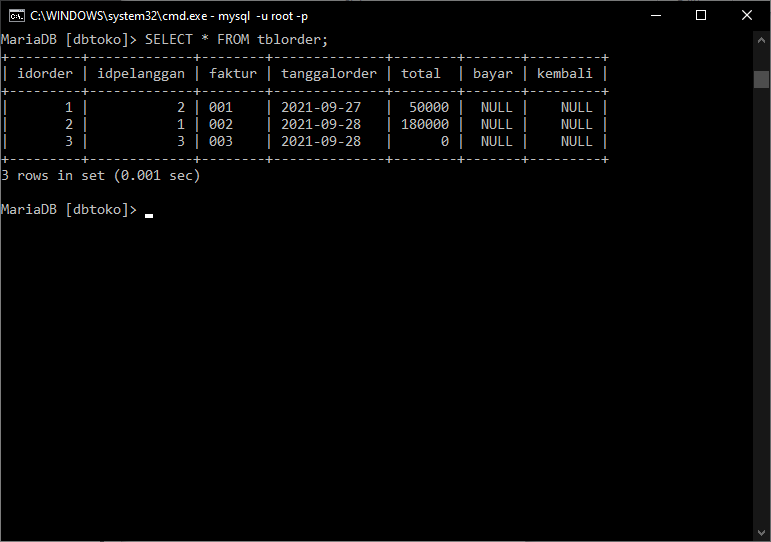 C:\WINDOWS\system32\cmd.exe - mysql  -u root -p
MariaDB [dbtoko]> SELECT * FROM tblorder;
+---------+-------------+--------+--------------+--------+-------+---------+
| idorder | idpelanggan | faktur | tanggalorder | total  | bayar | kembali |
+---------+-------------+--------+--------------+--------+-------+---------+
|       1 |           2 | 001    | 2021-09-27   |  50000 |  NULL |    NULL |
|       2 |           1 | 002    | 2021-09-28   | 180000 |  NULL |    NULL |
|       3 |           3 | 003    | 2021-09-28   |      0 |  NULL |    NULL |
+---------+-------------+--------+--------------+--------+-------+---------+
3 rows in set (0.001 sec)
MariaDB [dbtoko]>